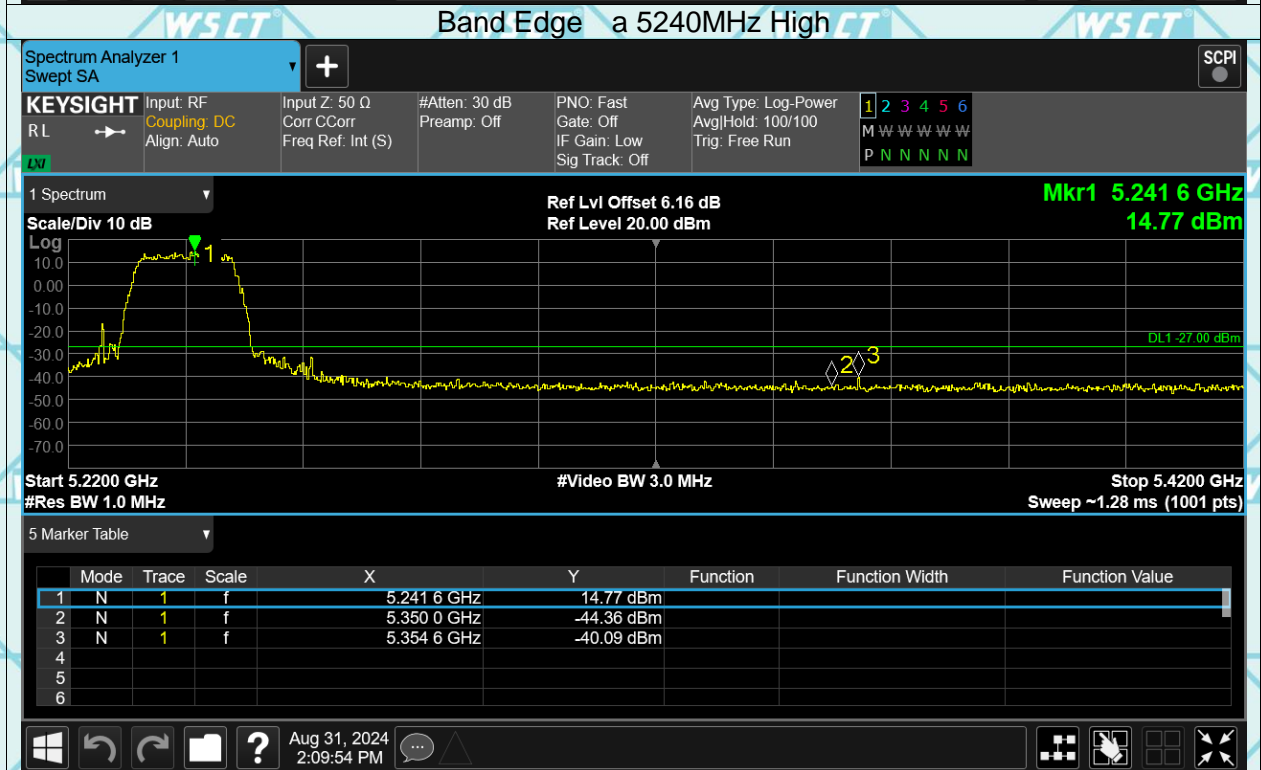 WSCT WSCT WSCT
Band Edge a 5240MHz High
Spectrum Analyzer 1
Swept SA
+
SCPI
KEYSIGHT Input: RF Input Z: 50 Ω #Atten: 30 dB PNO: Fast Avg Type: Log-Power 1 2 3 4 5 6
RL Coupling: DC Corr CCorr Preamp: Off Gate: Off Avg|Hold: 100/100 M W W W W W
Align: Auto Freq Ref: Int (S) IF Gain: Low Trig: Free Run P N N N N N
LXI Sig Track: Off
1 Spectrum Ref Lvl Offset 6.16 dB Mkr1 5.241 6 GHz
Scale/Div 10 dB Ref Level 20.00 dBm 14.77 dBm
Log
1
10.0
0.00
-10.0
-20.0
DL1 -27.00 dBm
-30.0
2 3
-40.0
-50.0
-60.0
-70.0
Start 5.2200 GHz #Video BW 3.0 MHz Stop 5.4200 GHz
#Res BW 1.0 MHz Sweep ~1.28 ms (1001 pts)
5 Marker Table
Mode Trace Scale X Y Function Function Width Function Value
1 N 1 f 5.241 6 GHz 14.77 dBm
2 N 1 f 5.350 0 GHz -44.36 dBm
3 N 1 f 5.354 6 GHz -40.09 dBm
4
5
6
? Aug 31, 2024
2:09:54 PM